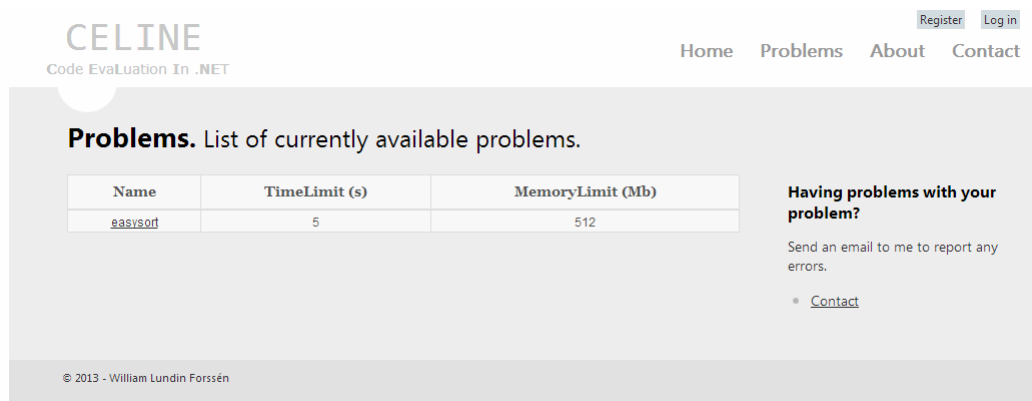 Register Log in
CELINE
Code EvaLuation In .NET
Home Problems About Contact
Problems. List of currently available problems.
Name TimeLimit (s) MemoryLimit (Mb)
easysort 5 512
Having problems with your
problem?
Send an email to me to report any
errors.
Contact
© 2013 - William Lundin Forssén